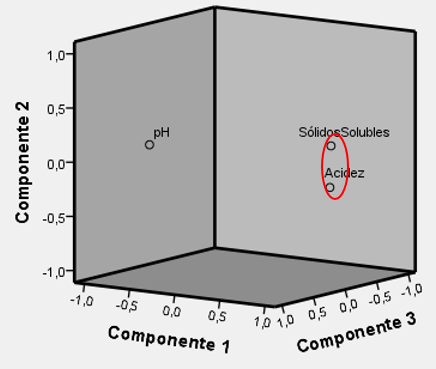 1,0
0,5
0,0
-0,5
-1,0
Componente 2
pH
SólidosSolubles
Acidez
-1,0
-0,5
0,0
0,5
1,0
Componente 1
1,0
0,5
0,0
-0,5
-1,0
Componente 3